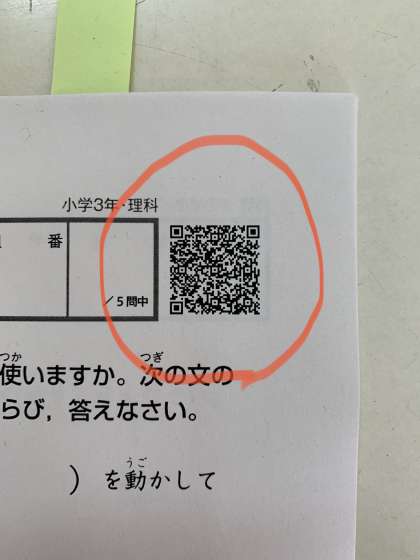 小学3年・理科
番
／5問中
使いますか。次の文の
らび，答えなさい。
）を動かして